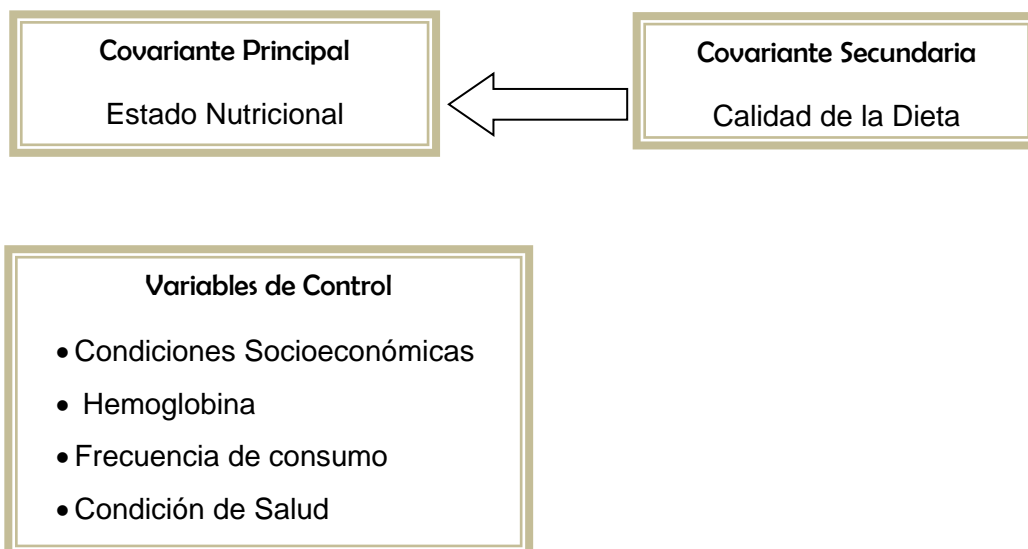 Covariante Principal
Estado Nutricional
Covariante Secundaria
Calidad de la Dieta
Variables de Control
• Condiciones Socioeconómicas
• Hemoglobina
• Frecuencia de consumo
• Condición de Salud